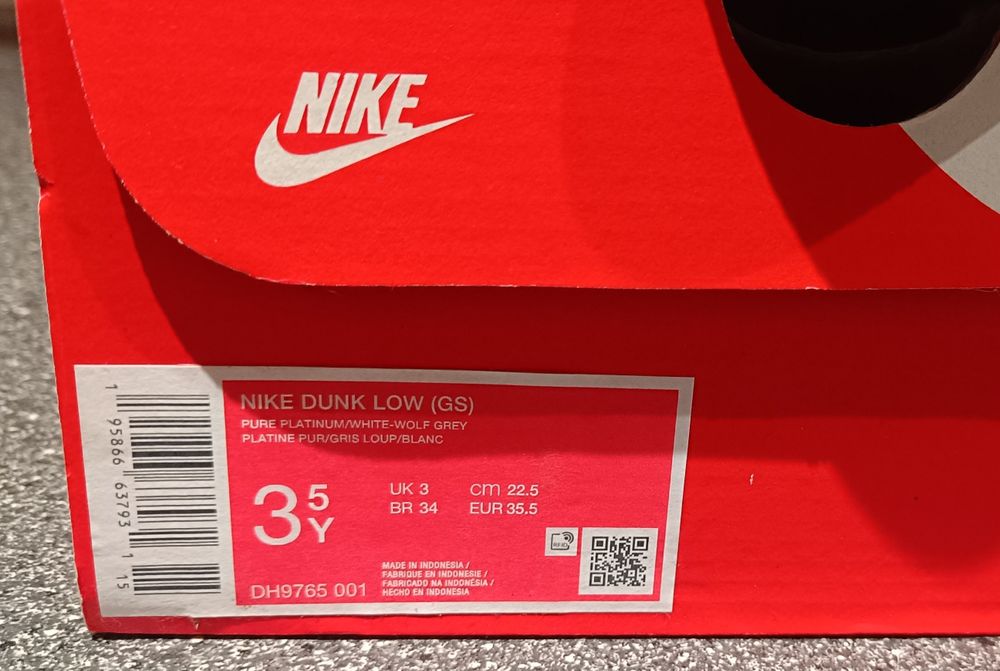 NIKE
NIKE DUNK LOW (GS)
PURE PLATINUM/WHITE-WOLF GREY
PLATINE PUR/GRIS LOUP/BLANC
3 5Y
UK 3 cm 22.5
BR 34 EUR 35.5
RFID
MADE IN INDONESIA /
FABRIQUE EN INDONESIE /
FABRICADO NA INDONESIA /
HECHO EN INDONESIA
DH9765 001
1 95866 63793 1 15